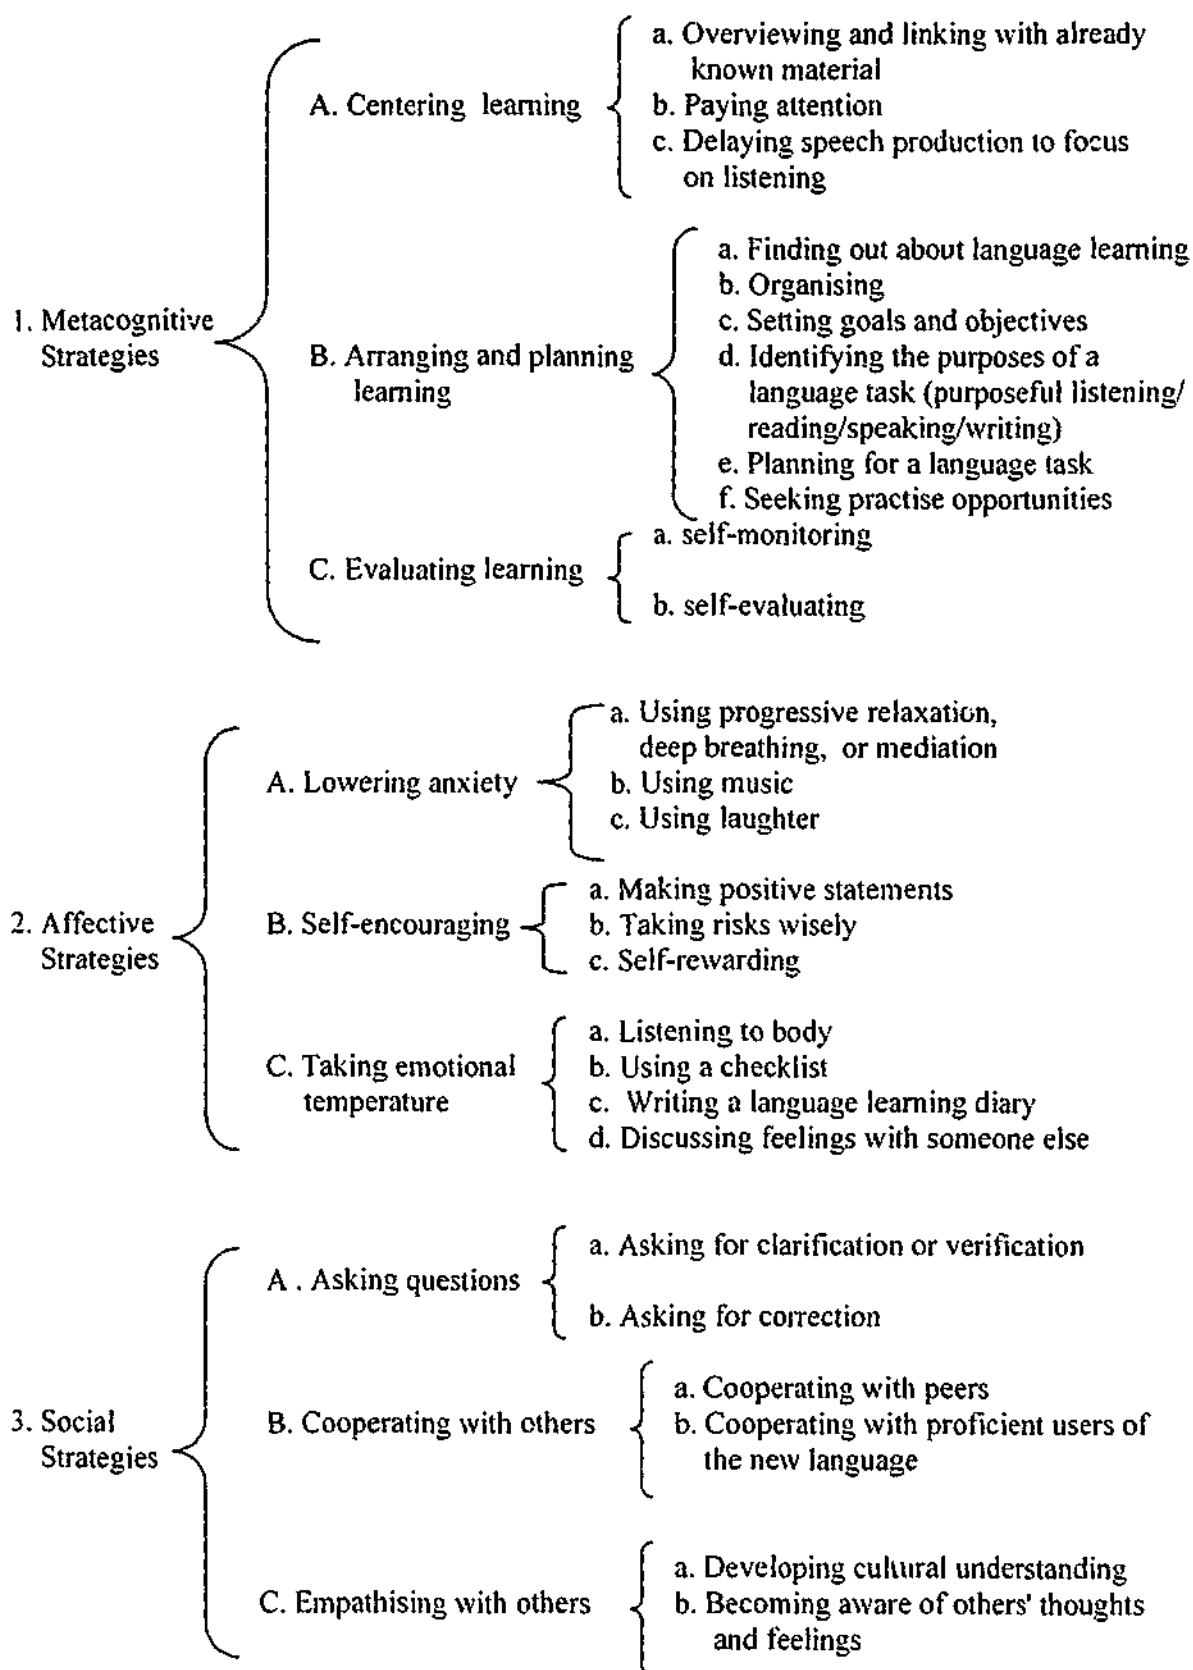 a. Overviewing and linking with already
known material
A. Centering learning
b. Paying attention
c. Delaying speech production to focus
on listening
1. Metacognitive
Strategies
a. Finding out about language learning
b. Organising
c. Setting goals and objectives
B. Arranging and planning
learning
d. Identifying the purposes of a
language task (purposeful listening/
reading/speaking/writing)
e. Planning for a language task
f. Seeking practise opportunities
C. Evaluating learning
a. self-monitoring
b. self-evaluating
2. Affective
Strategies
A. Lowering anxiety
a. Using progressive relaxation,
deep breathing, or mediation
b. Using music
c. Using laughter
B. Self-encouraging
a. Making positive statements
b. Taking risks wisely
c. Self-rewarding
C. Taking emotional
temperature
a. Listening to body
b. Using a checklist
c. Writing a language learning diary
d. Discussing feelings with someone else
3. Social
Strategies
A . Asking questions
a. Asking for clarification or verification
b. Asking for correction
B. Cooperating with others
a. Cooperating with peers
b. Cooperating with proficient users of
the new language
C. Empathising with others
a. Developing cultural understanding
b. Becoming aware of others' thoughts
and feelings